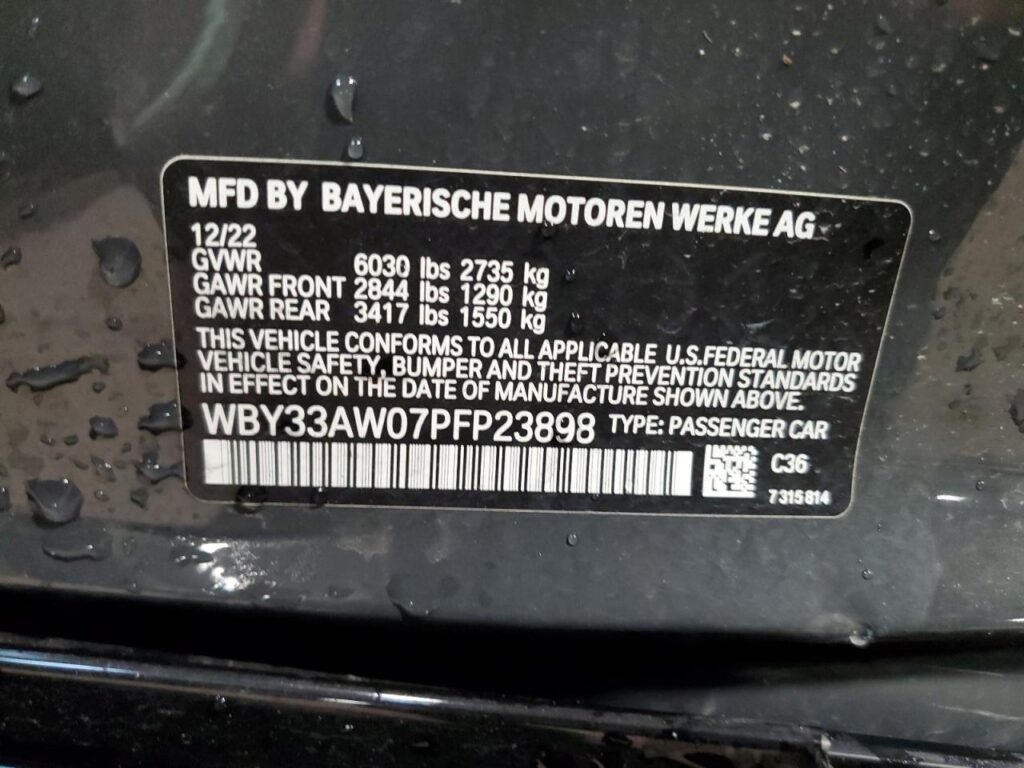 MFD BY BAYERISCHE MOTOREN WERKE AG
12/22
GVWR 6030 lbs 2735 kg
GAWR FRONT 2844 lbs 1290 kg
GAWR REAR 3417 lbs 1550 kg
THIS VEHICLE CONFORMS TO ALL APPLICABLE U.S.FEDERAL MOTOR
VEHICLE SAFETY, BUMPER AND THEFT PREVENTION STANDARDS
IN EFFECT ON THE DATE OF MANUFACTURE SHOWN ABOVE.
WBY33AW07PFP23898 TYPE: PASSENGER CAR
C36
7315814